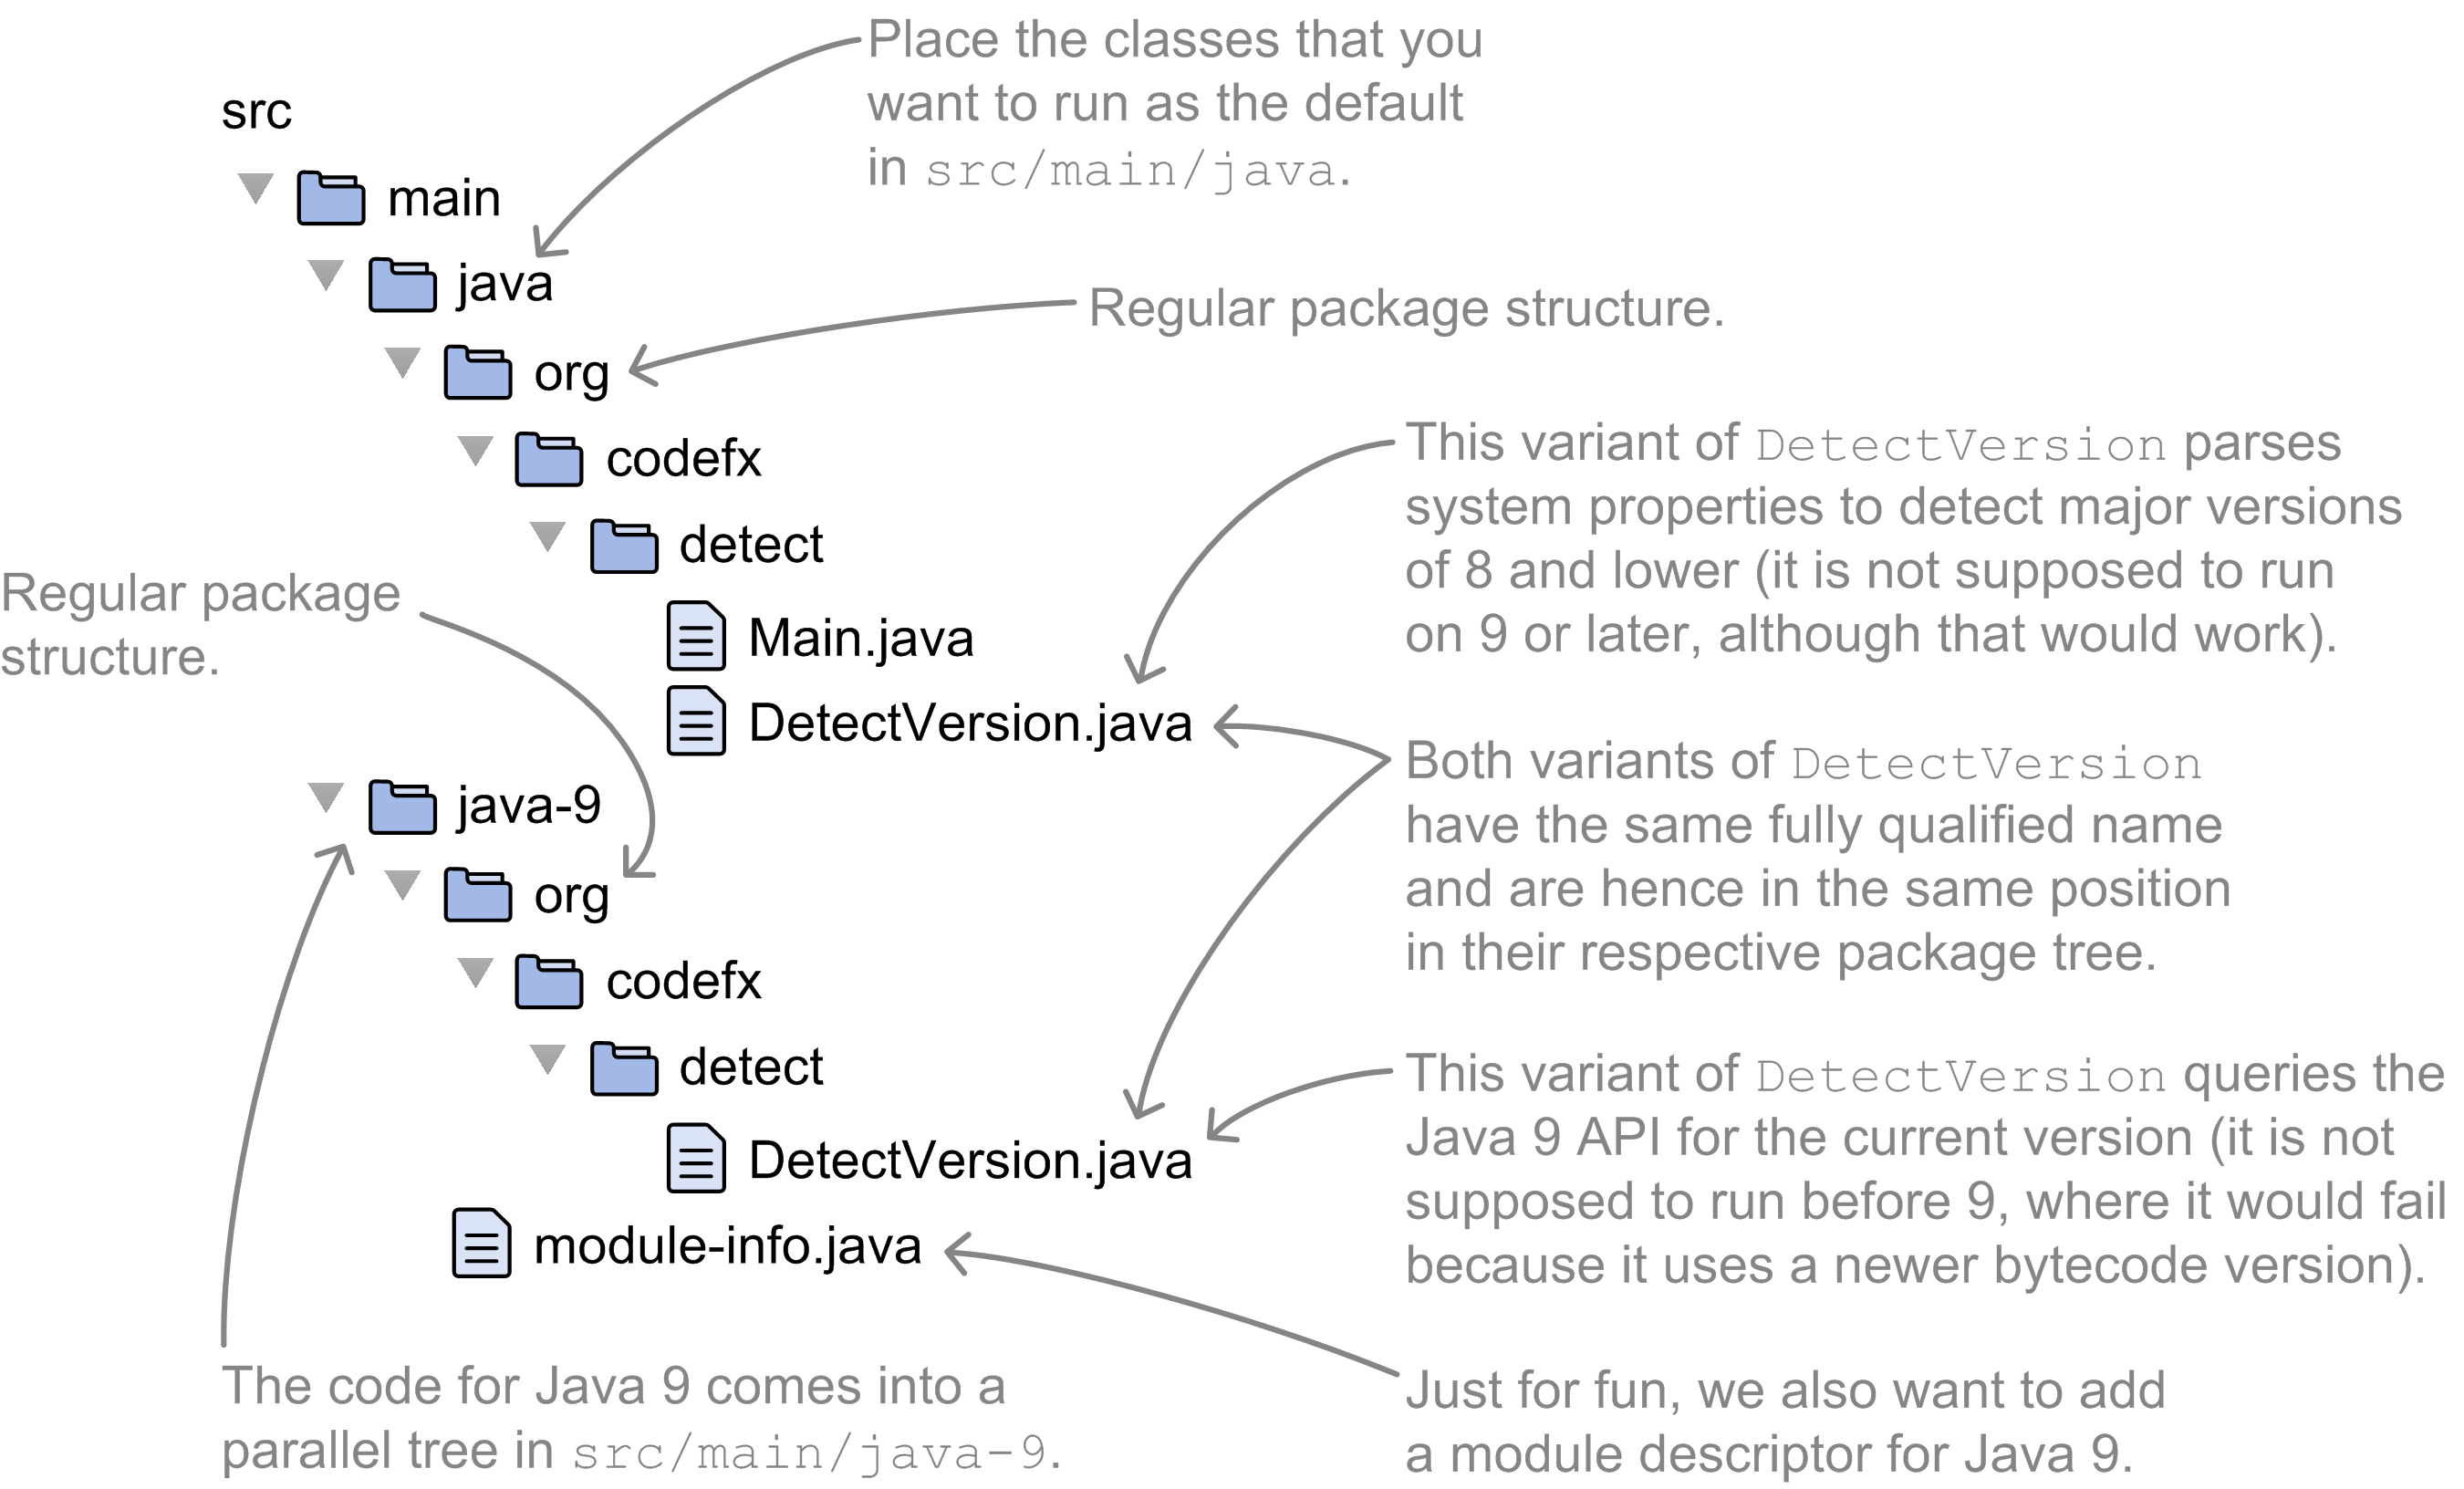 Place the classes that you
want to run as the default
in src/main/java.
src
main
java
Regular package structure.
org
codefx
This variant of DetectVersion parses
system properties to detect major versions
of 8 and lower (it is not supposed to run
on 9 or later, although that would work).
detect
Regular package
structure.
Main.java
DetectVersion.java
Both variants of DetectVersion
have the same fully qualified name
and are hence in the same position
in their respective package tree.
java-9
org
codefx
detect
This variant of DetectVersion queries the
Java 9 API for the current version (it is not
supposed to run before 9, where it would fail
because it uses a newer bytecode version).
DetectVersion.java
module-info.java
The code for Java 9 comes into a
parallel tree in src/main/java-9.
Just for fun, we also want to add
a module descriptor for Java 9.